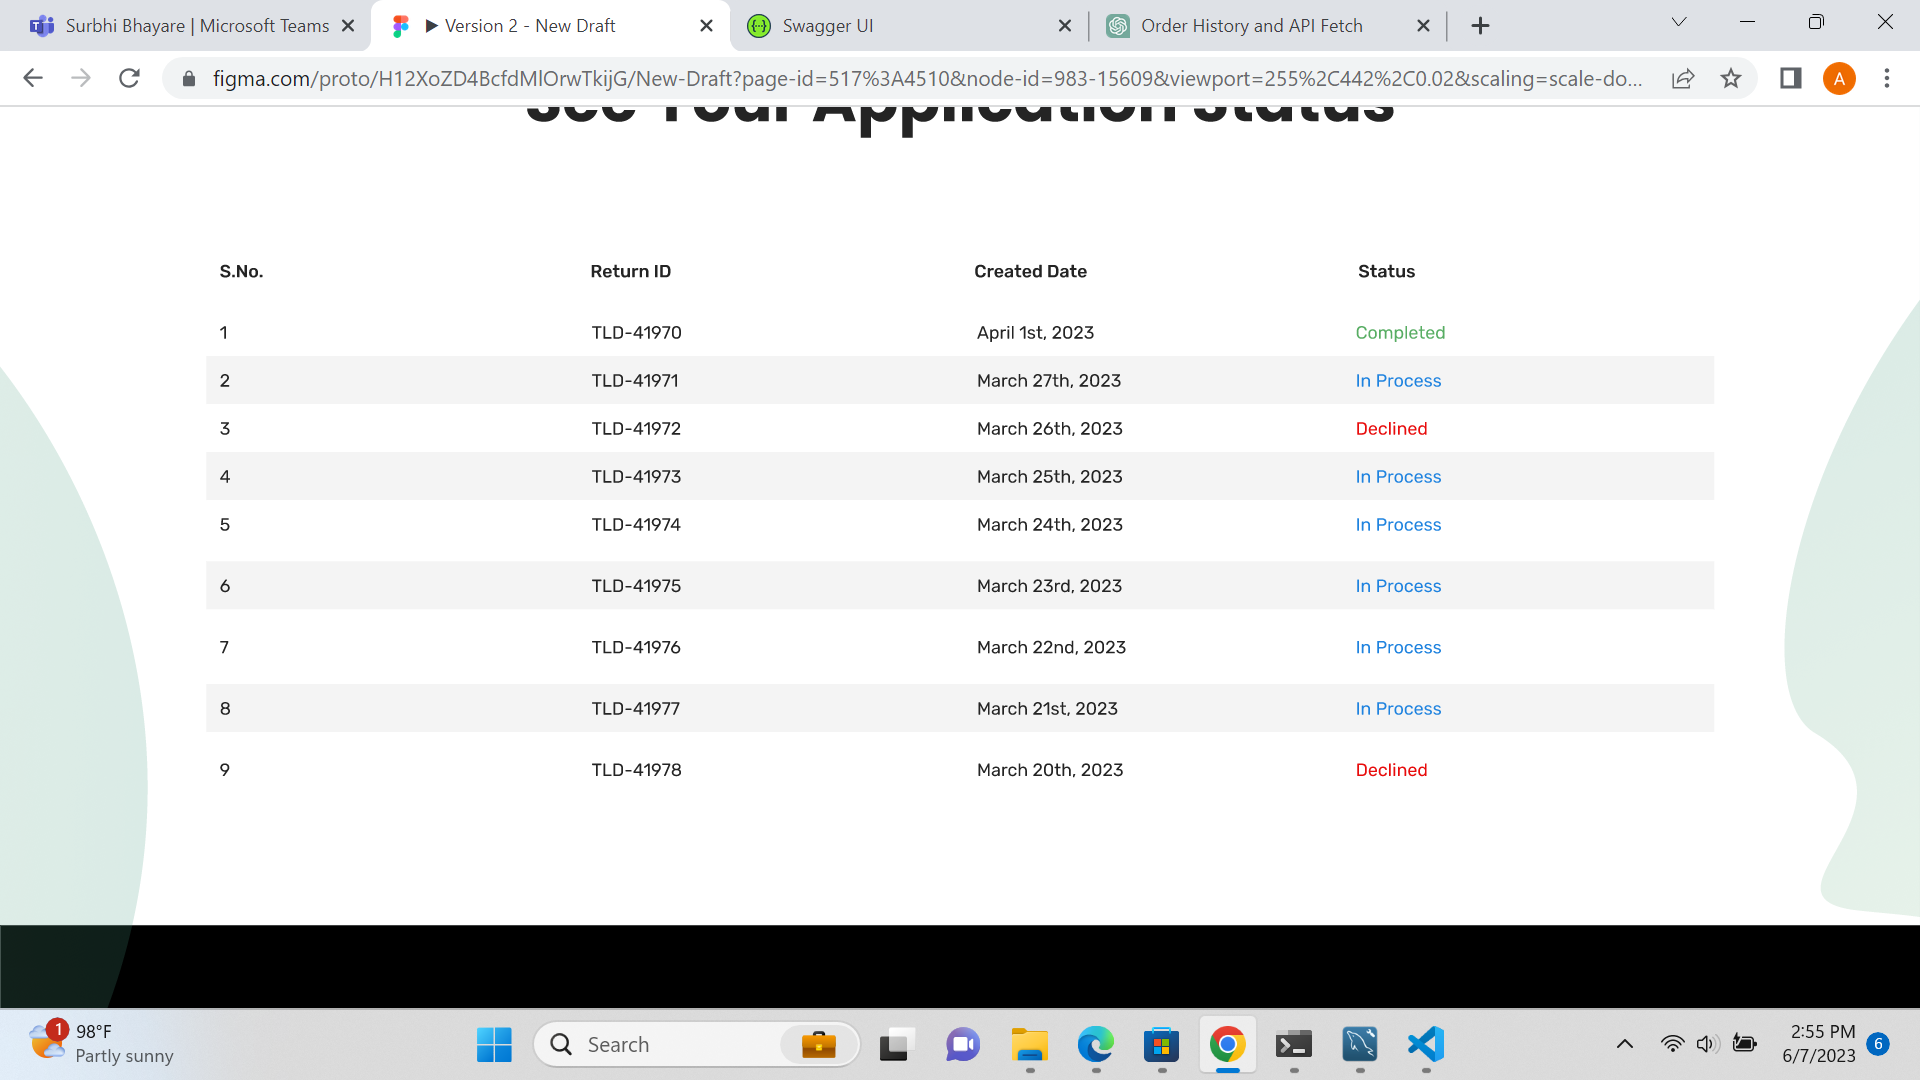 Surbhi Bhayare | Microsoft Teams
Version 2 - New Draft
Swagger UI
Order History and API Fetch
figma.com/proto/H12XoZD4BcfdMlOrwTkijG/New-Draft?page-id=517%3A4510&node-id=983-15609&viewport=255%2C442%2C0.02&scaling=scale-do...
A
See Your Application Status
S.No. Return ID Created Date Status
1 TLD-41970 April 1st, 2023 Completed
2 TLD-41971 March 27th, 2023 In Process
3 TLD-41972 March 26th, 2023 Declined
4 TLD-41973 March 25th, 2023 In Process
5 TLD-41974 March 24th, 2023 In Process
6 TLD-41975 March 23rd, 2023 In Process
7 TLD-41976 March 22nd, 2023 In Process
8 TLD-41977 March 21st, 2023 In Process
9 TLD-41978 March 20th, 2023 Declined
1 98°F
Partly sunny
Search
2:55 PM
6/7/2023
6